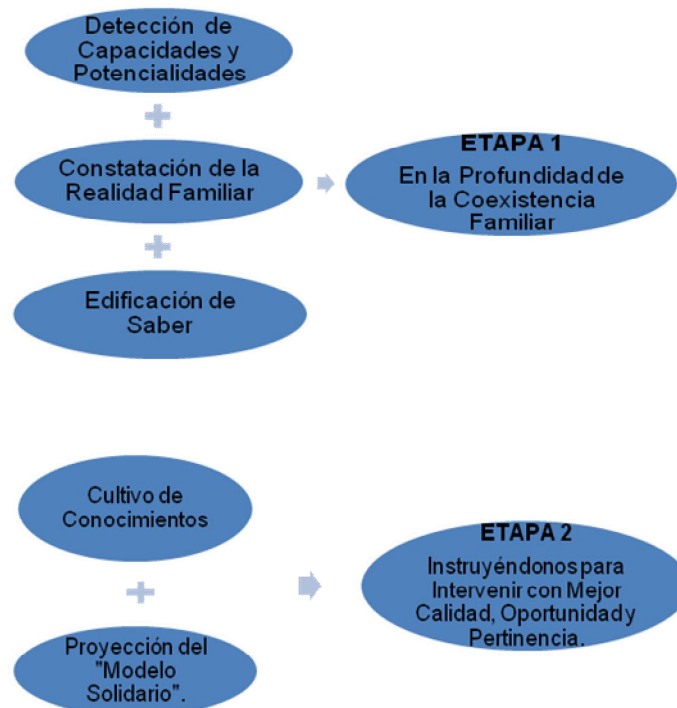 Detección de
Capacidades y
Potencialidades
Constatación de la
Realidad Familiar
Edificación de
Saber
ETAPA 1
En la Profundidad de
la Coexistencia
Familiar
Cultivo de
Conocimientos
Proyección del
"Modelo
Solidario".
ETAPA 2
Instruyéndonos para
Intervenir con Mejor
Calidad, Oportunidad y
Pertinencia.